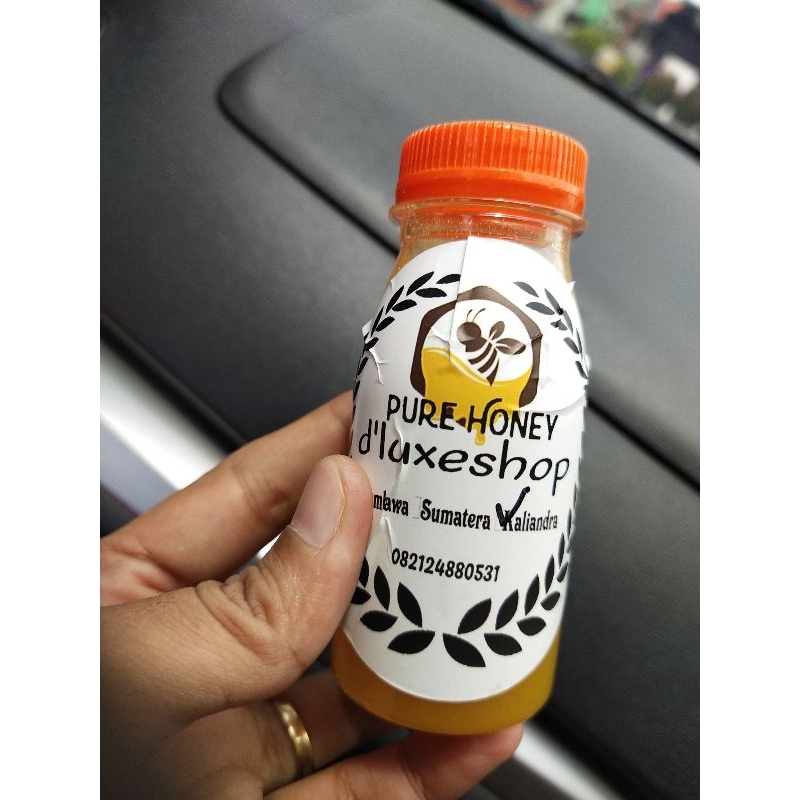 PURE HONEY
d'luxeshop
Sumatera Kaliandra
082124880531